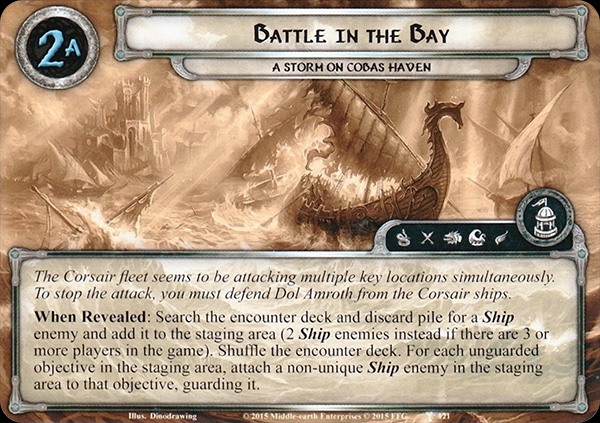 2A
BATTLE IN THE BAY
A STORM ON COBAS HAVEN
The Corsair fleet seems to be attacking multiple key locations simultaneously.
To stop the attack, you must defend Dol Amroth from the Corsair ships.
When Revealed: Search the encounter deck and discard pile for a Ship
enemy and add it to the staging area (2 Ship enemies instead if there are 3 or
more players in the game). Shuffle the encounter deck. For each unguarded
objective in the staging area, attach a non-unique Ship enemy in the staging
area to that objective, guarding it.
Illus. Dinodrawing © 2015 Middle-earth Enterprises © 2015 FFG 421